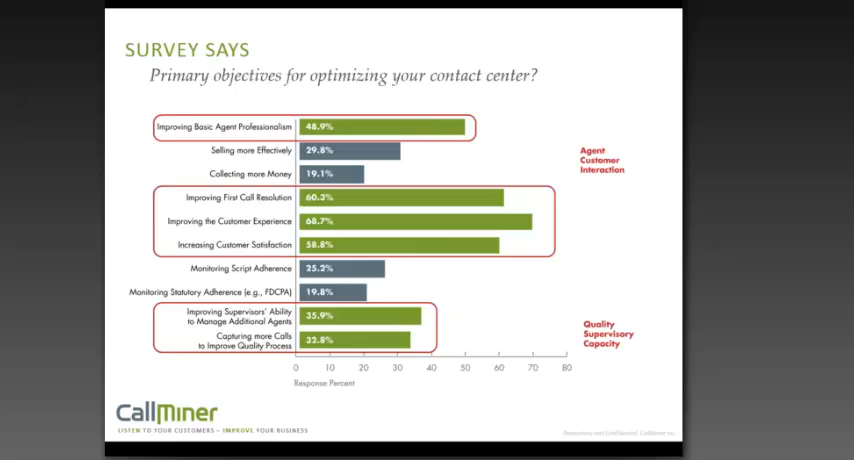 SURVEY SAYS
Primary objectives for optimizing your contact center?
Improving Basic Agent Professionalism 48.9%
Selling more Effectively 29.8%
Agent
Customer
Interaction
Collecting more Money 19.1%
Improving First Call Resolution 60.3%
Improving the Customer Experience 68.7%
Increasing Customer Satisfaction 58.8%
Monitoring Script Adherence 25.2%
Monitoring Statutory Adherence (e.g., FDCPA) 19.8%
Improving Supervisors' Ability
to Manage Additional Agents 35.9%
Capturing more Calls
to Improve Quality Process 32.8%
Quality
Supervisory
Capacity
0 10 20 30 40 50 60 70 80
Response Percent
CallMiner
LISTEN TO YOUR CUSTOMERS – IMPROVE YOUR BUSINESS
Proprietary and Confidential, CallMiner Inc.